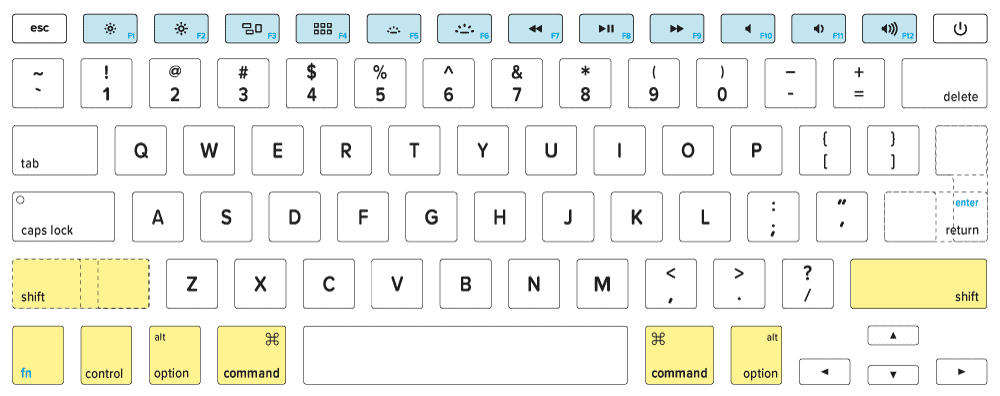 esc F1 F2 F3 F4 F5 F6 F7 F8 F9 F10 F11 F12
~ ! @ # $ % ^ & * ( ) – +
` 1 2 3 4 5 6 7 8 9 0 - = delete
tab Q W E R T Y U I O P { [ } ]
enter
caps lock A S D F G H J K L : ; " ' return
shift Z X C V B N M < , > . ? / shift
alt ⌘ ⌘ alt
fn control option command command option